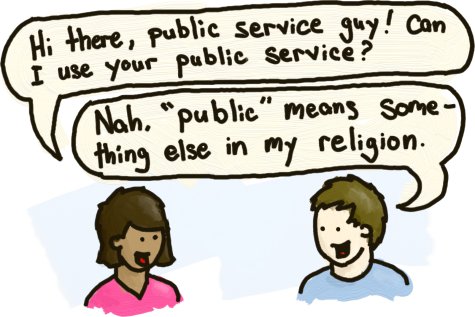 Hi there, public service guy! Can
I use your public service?
Nah. "public" means some-
thing else in my religion.